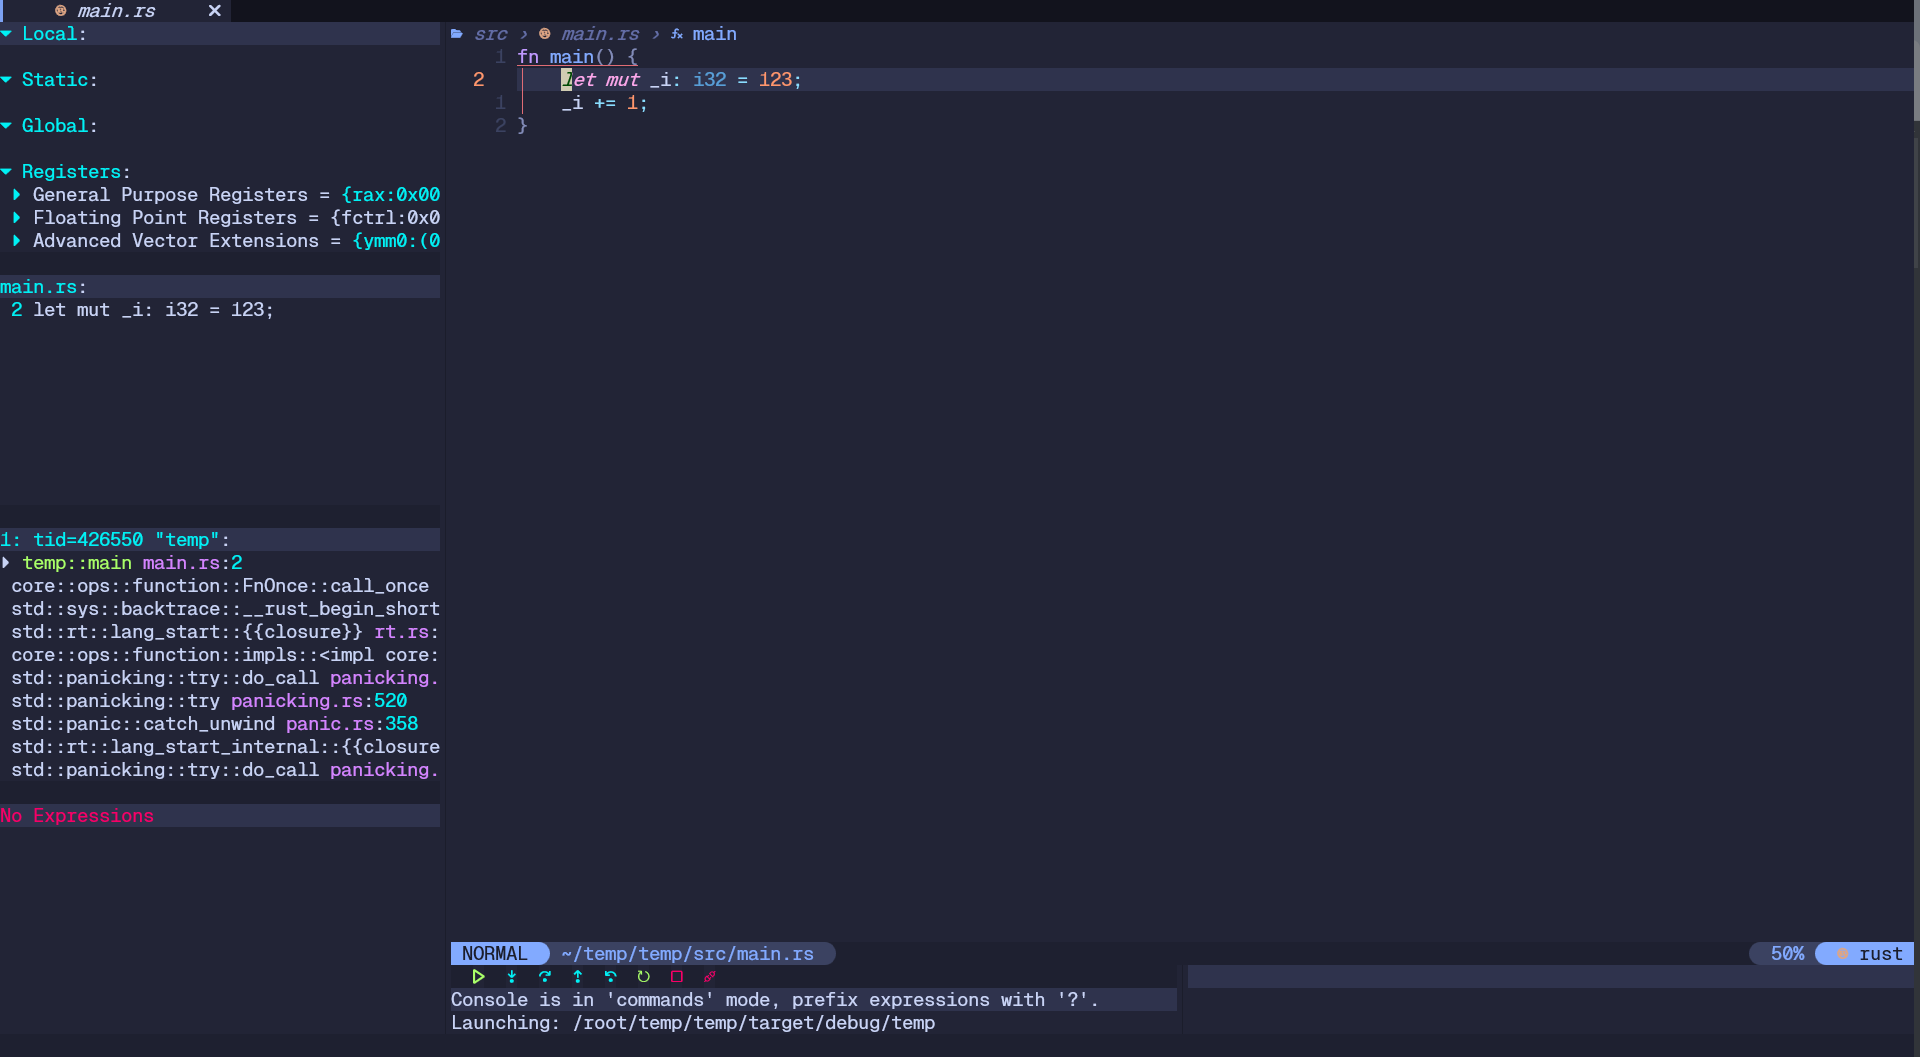 main.rs
Local:
Static:
Global:
Registers:
General Purpose Registers = {rax:0x00
Floating Point Registers = {fctrl:0x0
Advanced Vector Extensions = {ymm0:(0
main.rs:
2 let mut _i: i32 = 123;
1: tid=426550 "temp":
temp::main main.rs:2
core::ops::function::FnOnce::call_once
std::sys::backtrace::__rust_begin_short
std::rt::lang_start::{{closure}} rt.rs:
core::ops::function::impls::<impl core:
std::panicking::try::do_call panicking.
std::panicking::try panicking.rs:520
std::panic::catch_unwind panic.rs:358
std::rt::lang_start_internal::{{closure
std::panicking::try::do_call panicking.
No Expressions
src › main.rs › main
1 fn main() {
2 let mut _i: i32 = 123;
1 _i += 1;
2 }
NORMAL ~/temp/temp/src/main.rs 50% rust
Console is in 'commands' mode, prefix expressions with '?'.
Launching: /root/temp/temp/target/debug/temp